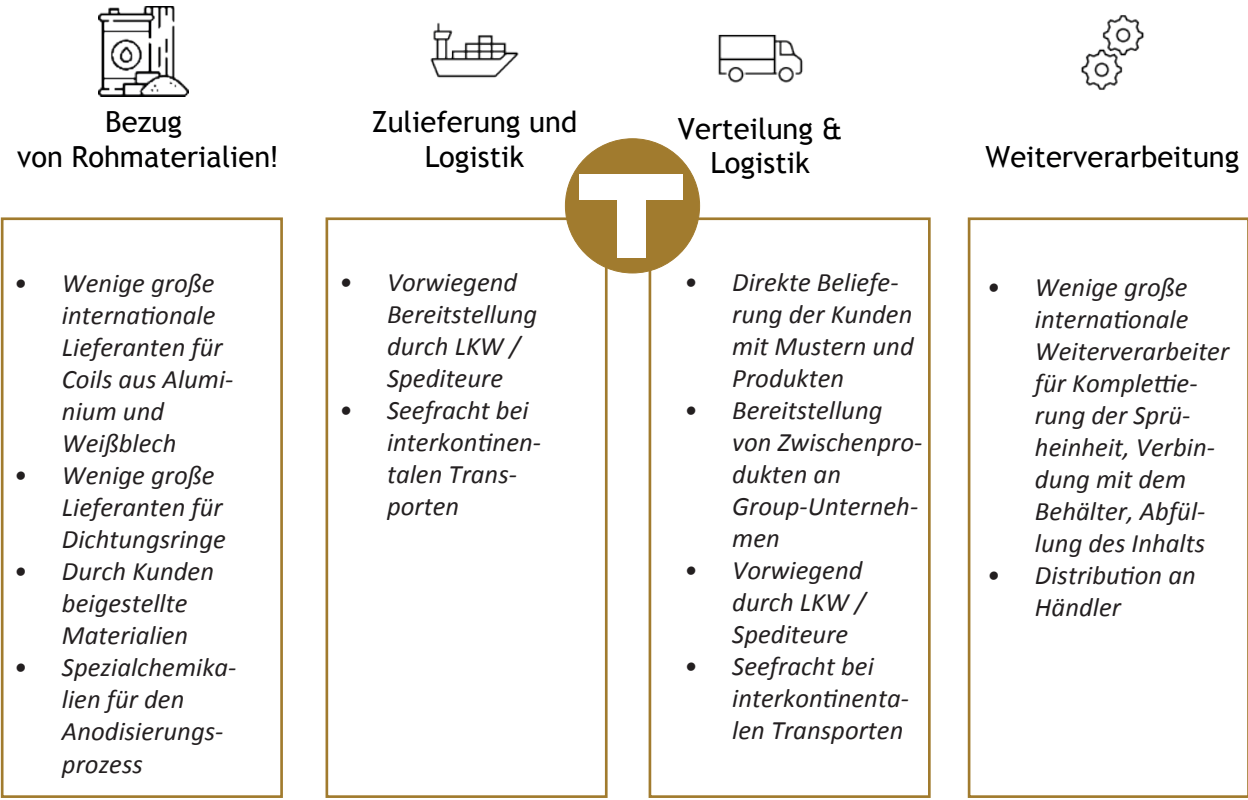 Bezug
von Rohmaterialien!
Zulieferung und
Logistik
Verteilung &
Logistik
Weiterverarbeitung
T
• Wenige große
internationale
Lieferanten für
Coils aus Alumi-
nium und
Weißblech
• Wenige große
Lieferanten für
Dichtungsringe
• Durch Kunden
beigestellte
Materialien
• Spezialchemika-
lien für den
Anodisierungs-
prozess
• Vorwiegend
Bereitstellung
durch LKW /
Spediteure
• Seefracht bei
interkontinen-
talen Trans-
porten
• Direkte Beliefe-
rung der Kunden
mit Mustern und
Produkten
• Bereitstellung
von Zwischenpro-
dukten an
Group-Unterneh-
men
• Vorwiegend
durch LKW /
Spediteure
• Seefracht bei
interkontinenta-
len Transporten
• Wenige große
internationale
Weiterverarbeiter
für Komplettie-
rung der Sprü-
heinheit, Verbin-
dung mit dem
Behälter, Abfül-
lung des Inhalts
• Distribution an
Händler